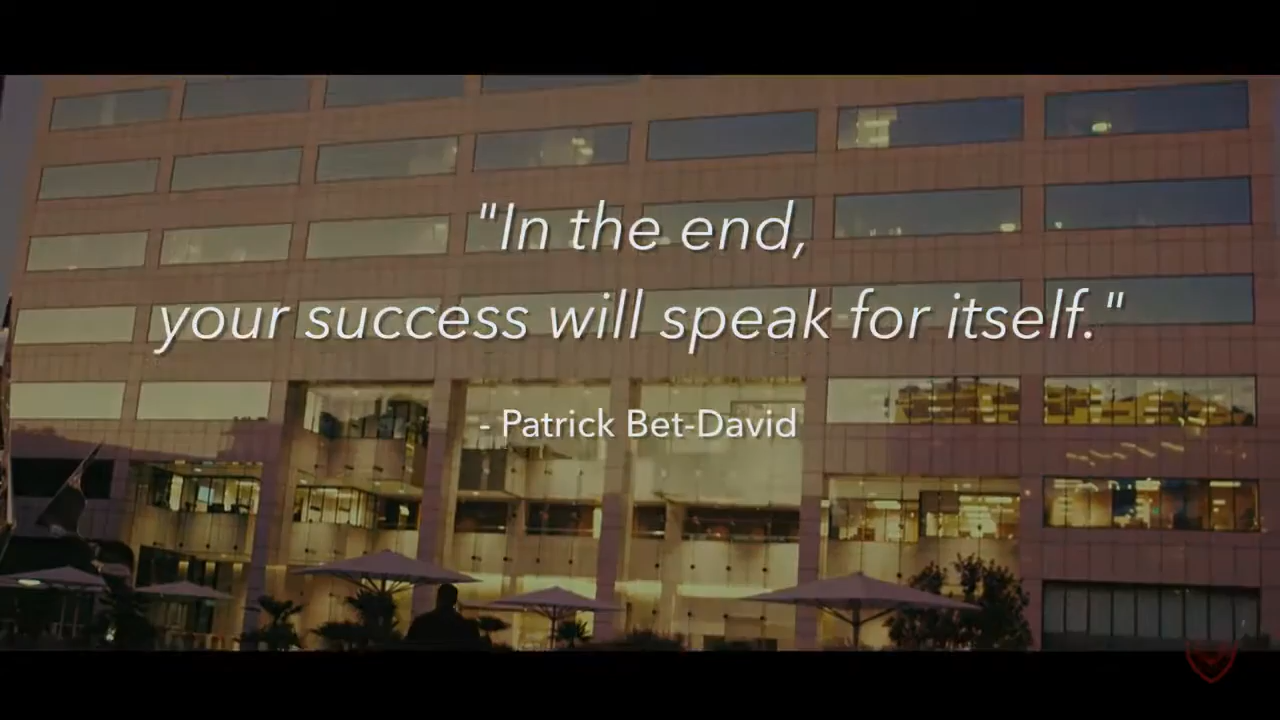 "In the end,
your success will speak for itself."
- Patrick Bet-David